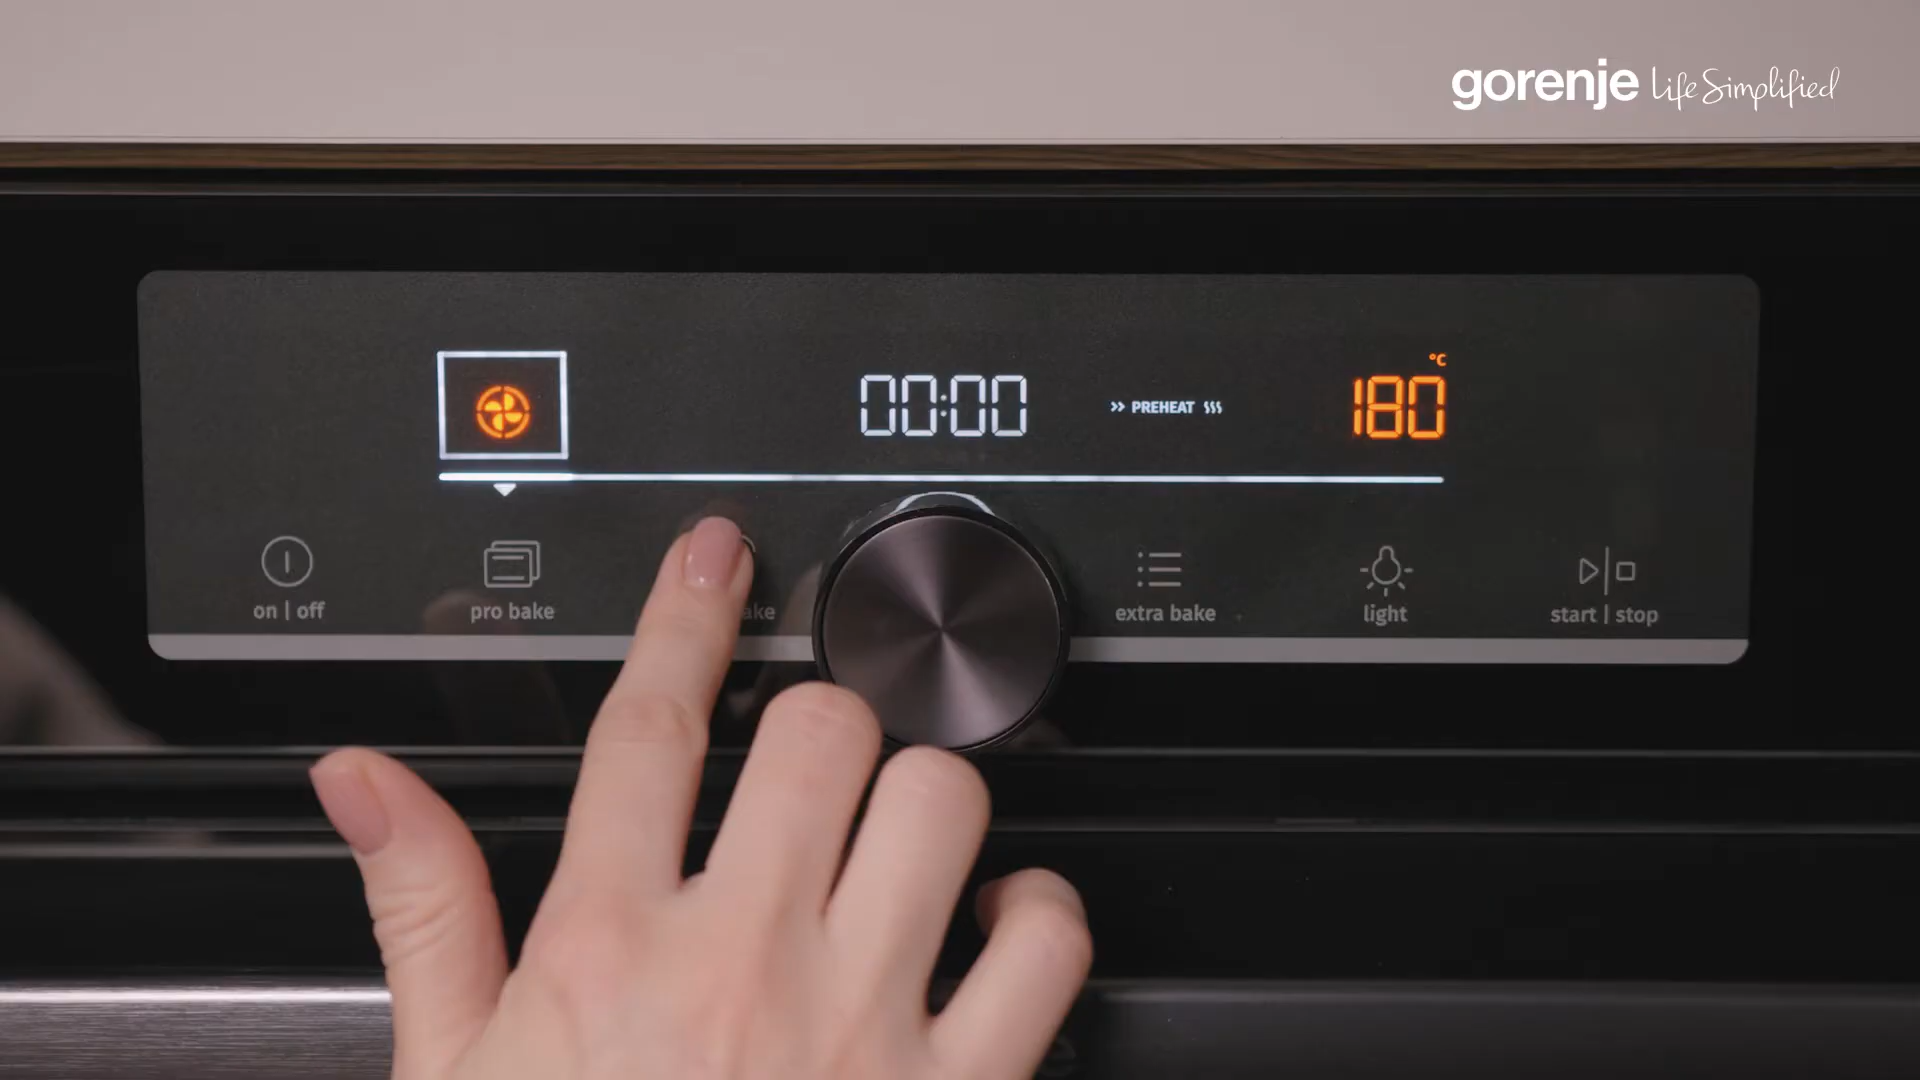 gorenje Life Simplified
°C
00:00 >> PREHEAT 180
on | off pro bake ake extra bake light start | stop